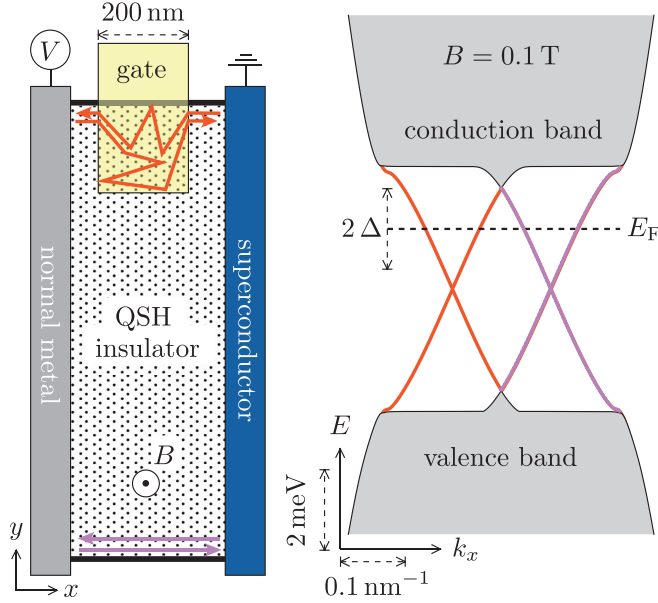 200 nm
V
gate
normal metal
superconductor
QSH
insulator
B
y
x
B = 0.1 T
conduction band
2 Δ
E_F
E
valence band
2 meV
k_x
0.1 nm⁻¹